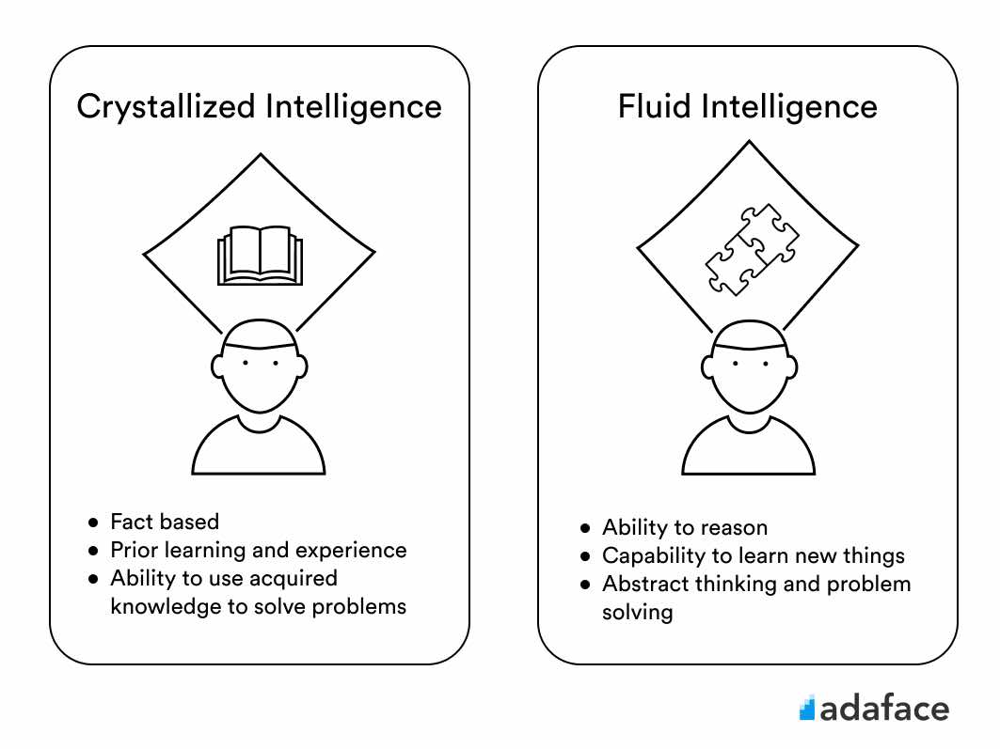 Crystallized Intelligence
● Fact based
● Prior learning and experience
● Ability to use acquired
knowledge to solve problems
Fluid Intelligence
● Ability to reason
● Capability to learn new things
● Abstract thinking and problem
solving
adaface